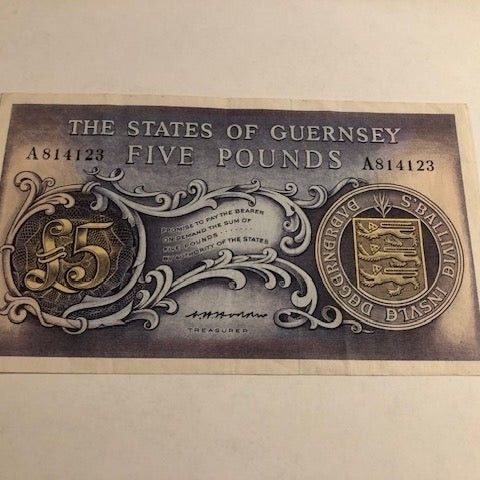 THE STATES OF GUERNSEY
A814123 FIVE POUNDS A814123
£5
PROMISE TO PAY THE BEARER
ON DEMAND THE SUM OF
FIVE POUNDS
BY AUTHORITY OF THE STATES
TREASURER
S'BALLIVIE INSVLE DEGERNEREYE